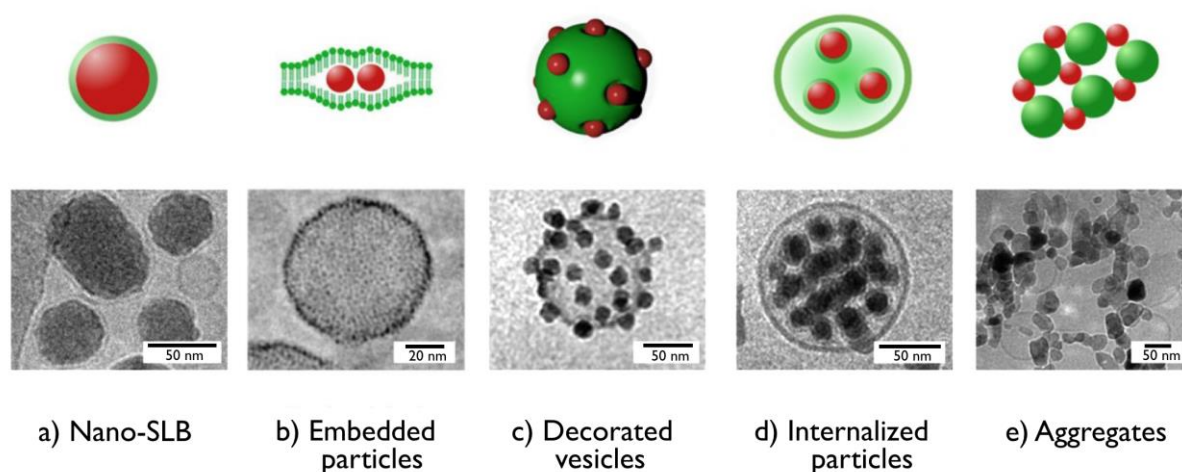 50 nm
20 nm
50 nm
50 nm
50 nm
a) Nano-SLB
b) Embedded
particles
c) Decorated
vesicles
d) Internalized
particles
e) Aggregates